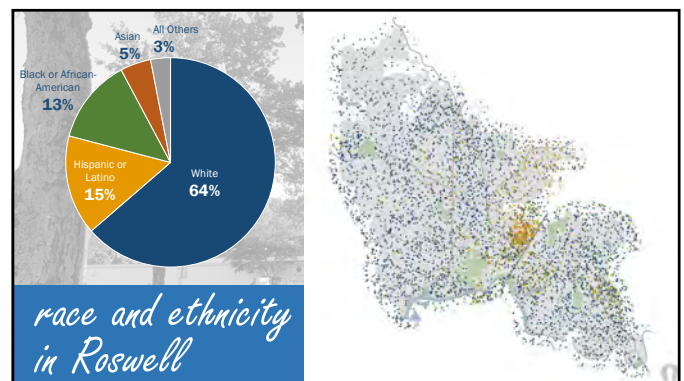 All Others
3%
Asian
5%
Black or African-
American
13%
Hispanic or
Latino
15%
White
64%
race and ethnicity
in Roswell